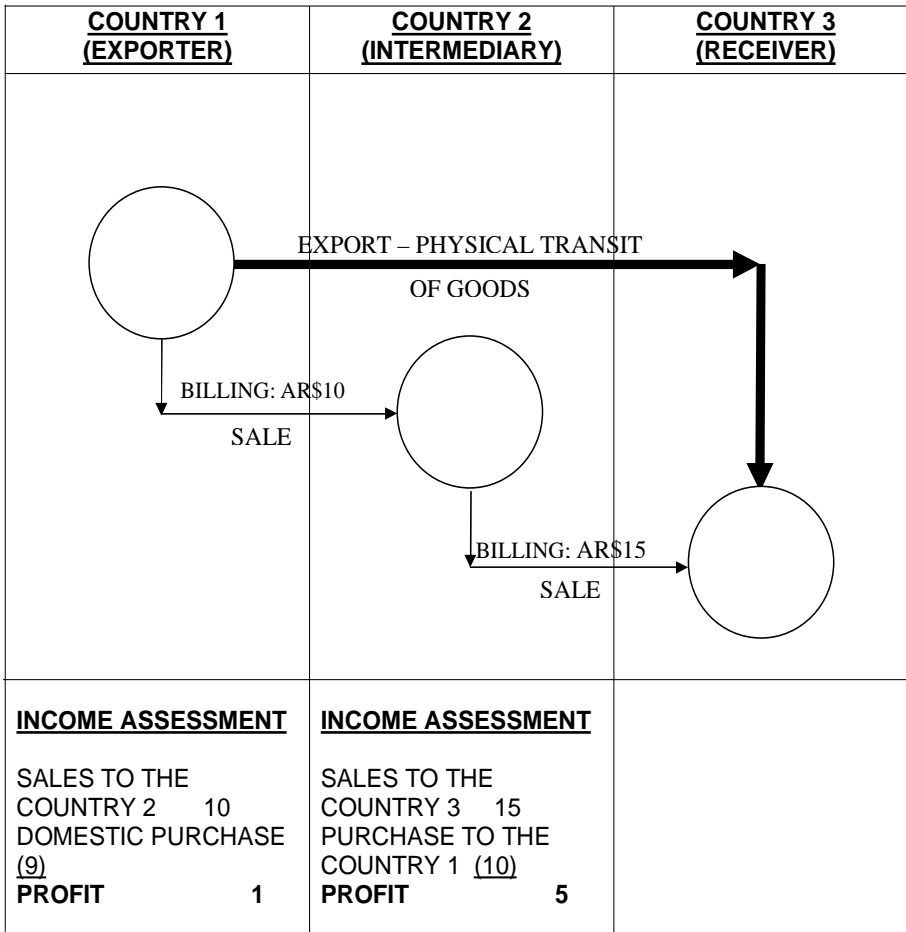 COUNTRY 1
(EXPORTER)
COUNTRY 2
(INTERMEDIARY)
COUNTRY 3
(RECEIVER)
EXPORT – PHYSICAL TRANSIT
OF GOODS
BILLING: AR$10
SALE
BILLING: AR$15
SALE
INCOME ASSESSMENT
SALES TO THE
COUNTRY 2 10
DOMESTIC PURCHASE
(9)
PROFIT 1
INCOME ASSESSMENT
SALES TO THE
COUNTRY 3 15
PURCHASE TO THE
COUNTRY 1 (10)
PROFIT 5